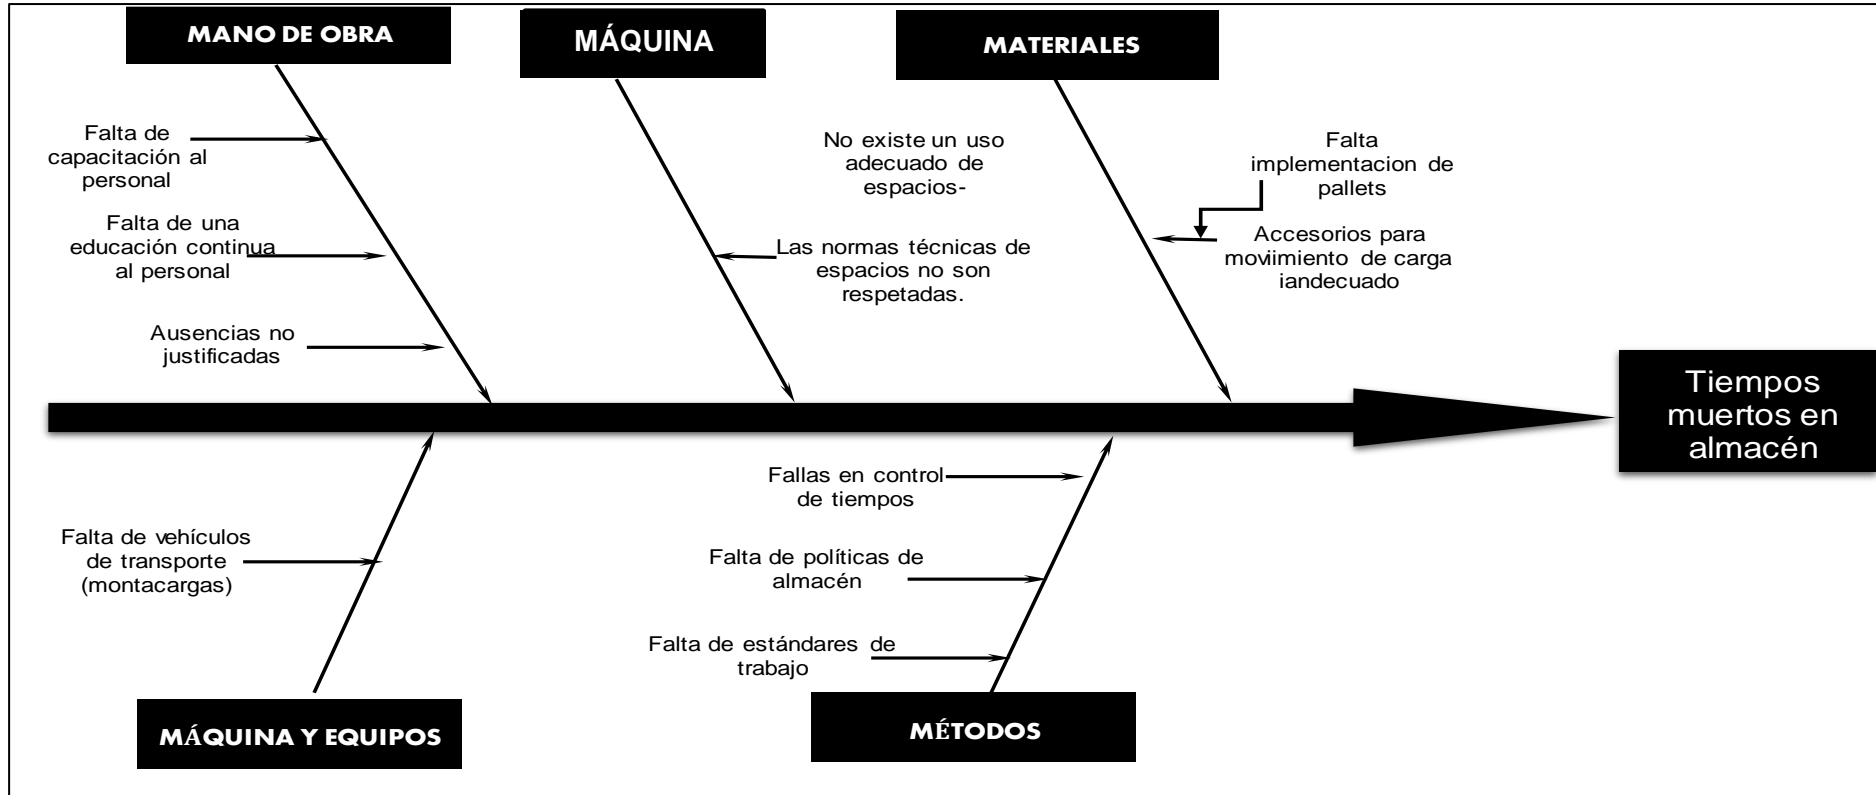 MANO DE OBRA
MÁQUINA
MATERIALES
Falta de
capacitación al
personal
Falta de una
educación continua
al personal
Ausencias no
justificadas
No existe un uso
adecuado de
espacios-
Las normas técnicas de
espacios no son
respetadas.
Falta
implementacion de
pallets
Accesorios para
moviimiento de carga
iandecuado
Tiempos
muertos en
almacén
Falta de vehículos
de transporte
(montacargas)
Fallas en control
de tiempos
Falta de políticas de
almacén
Falta de estándares de
trabajo
MÁQUINA Y EQUIPOS
MÉTODOS